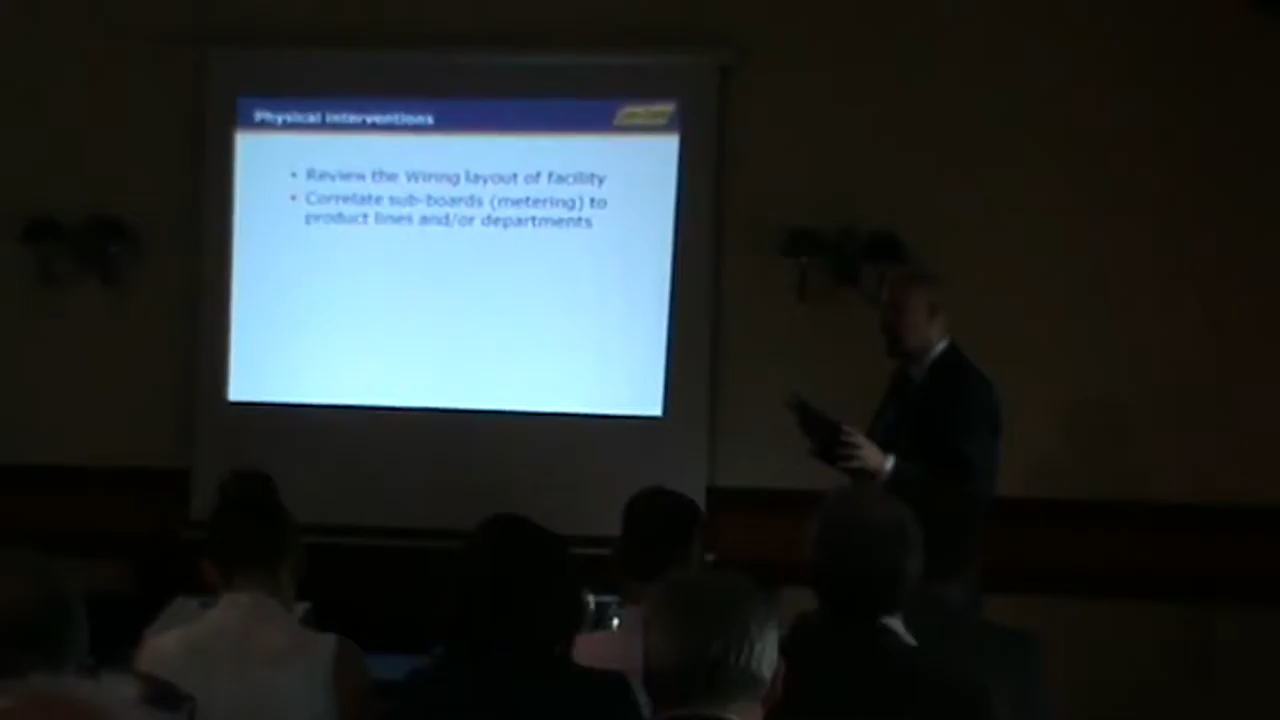 Physical interventions
• Review the Wiring layout of facility
• Correlate sub-boards (metering) to
product lines and/or departments